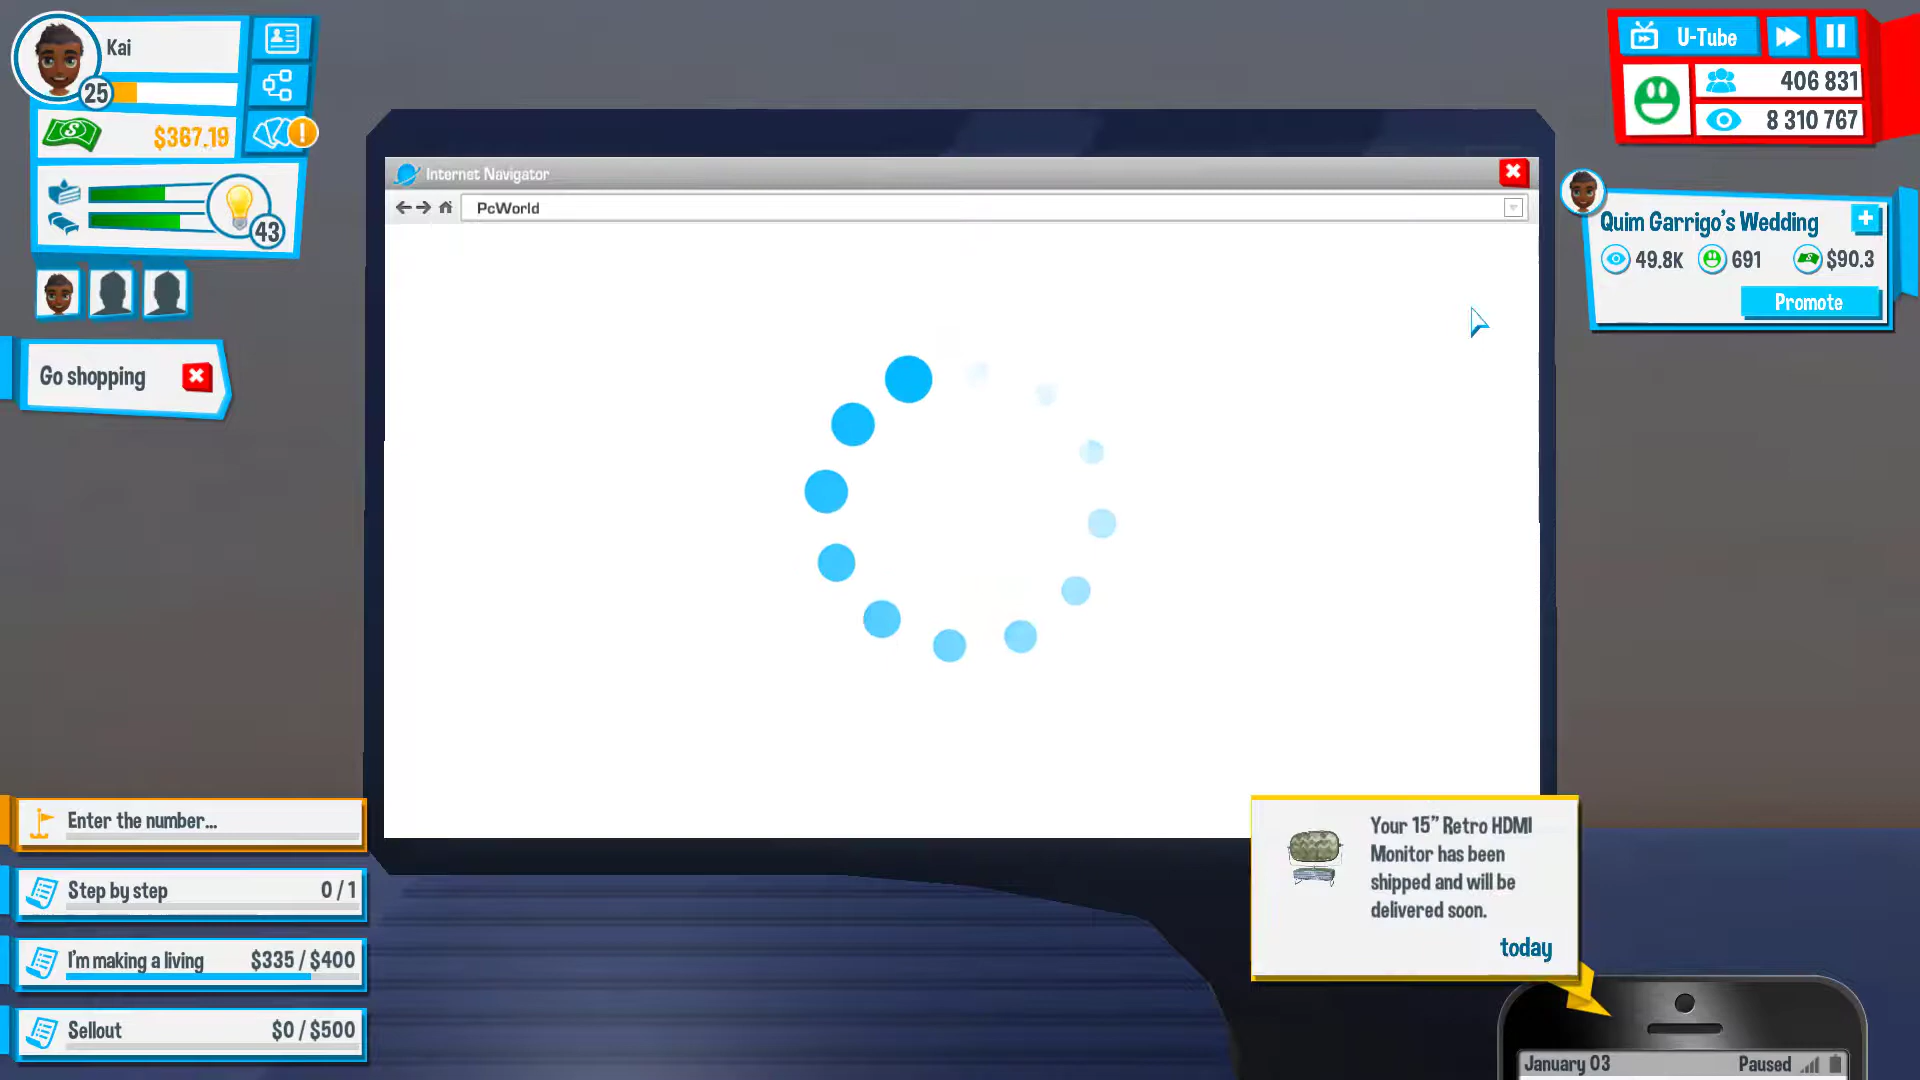 Kai
25
$367.19
!
43
Go shopping
Enter the number...
Step by step 0 / 1
I'm making a living $335 / $400
Sellout $0 / $500
Internet Navigator
PcWorld
U-Tube
406 831
8 310 767
Quim Garrigo's Wedding
49.8K 691 $90.3
Promote
Your 15" Retro HDMI
Monitor has been
shipped and will be
delivered soon.
today
January 03 Paused